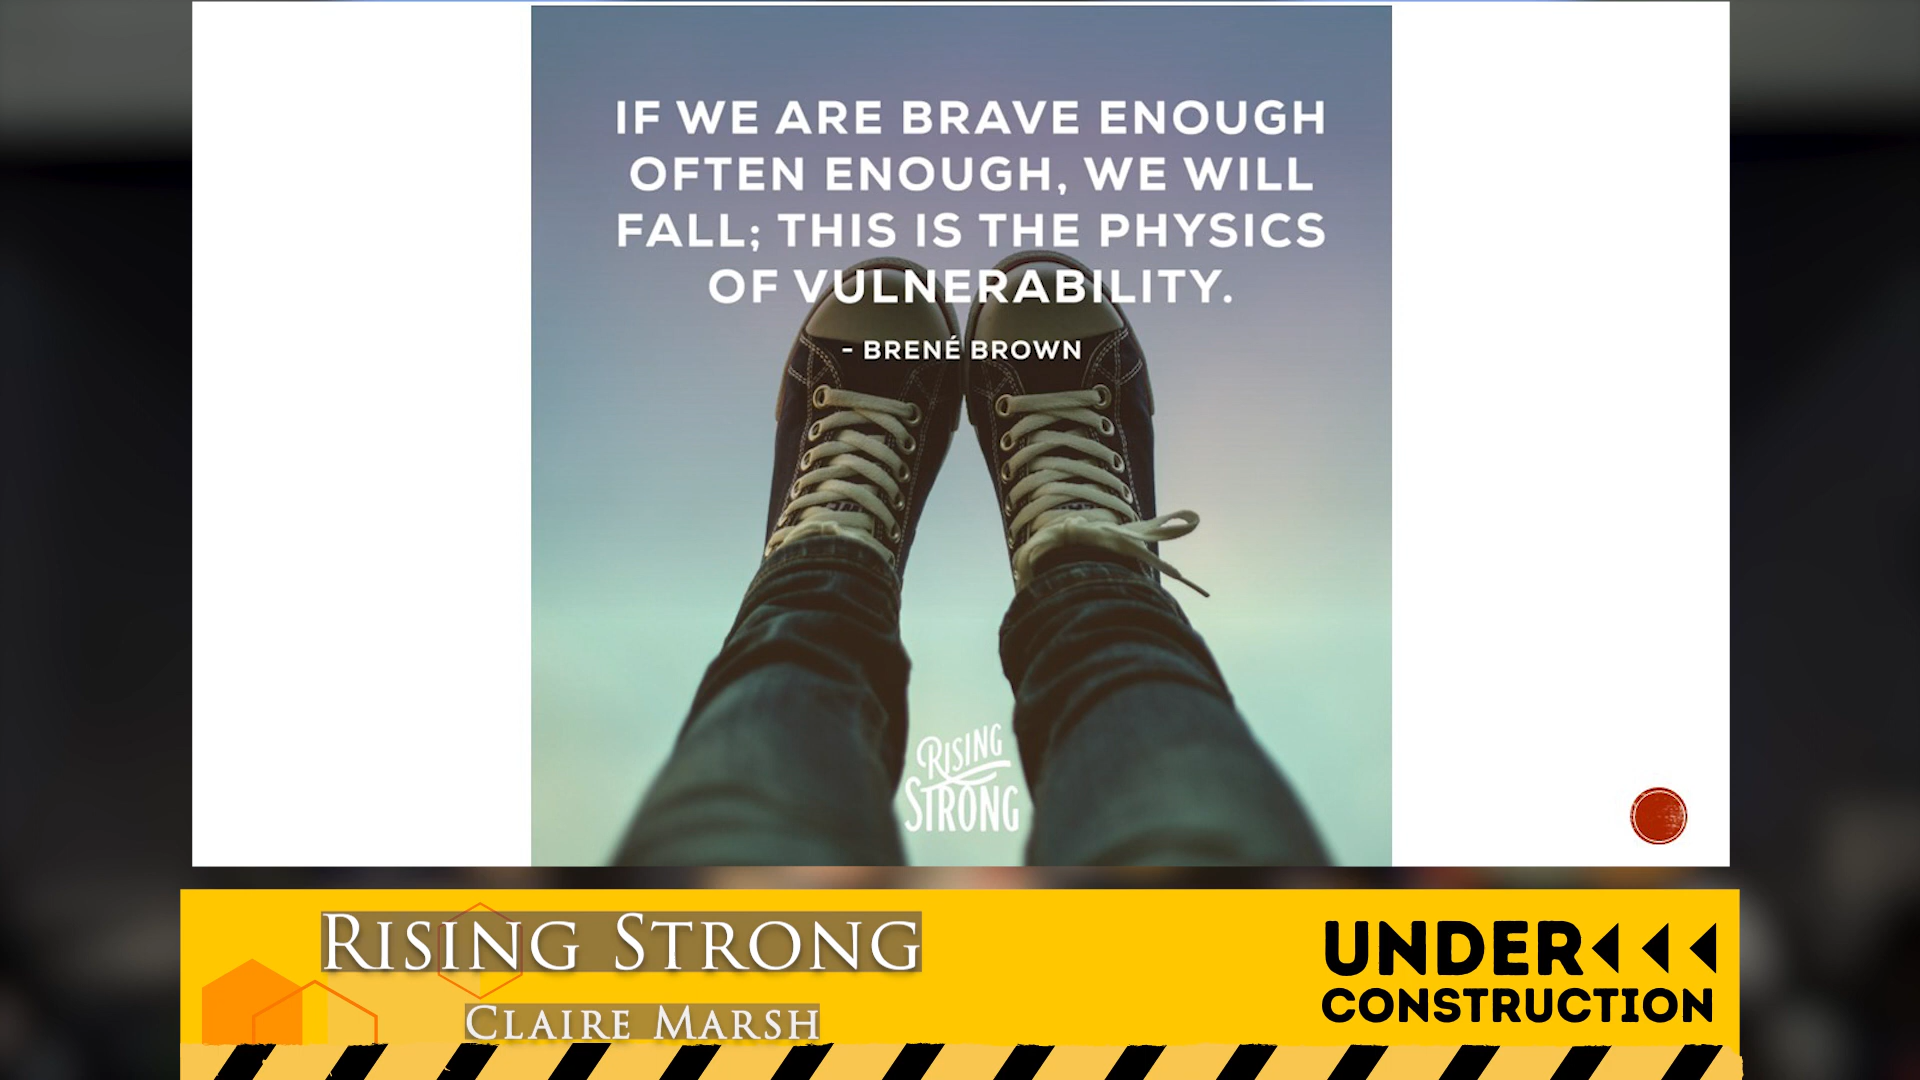 IF WE ARE BRAVE ENOUGH
OFTEN ENOUGH, WE WILL
FALL; THIS IS THE PHYSICS
OF VULNERABILITY.
- BRENÉ BROWN
RISING
STRONG
RISING STRONG
CLAIRE MARSH
UNDER
CONSTRUCTION